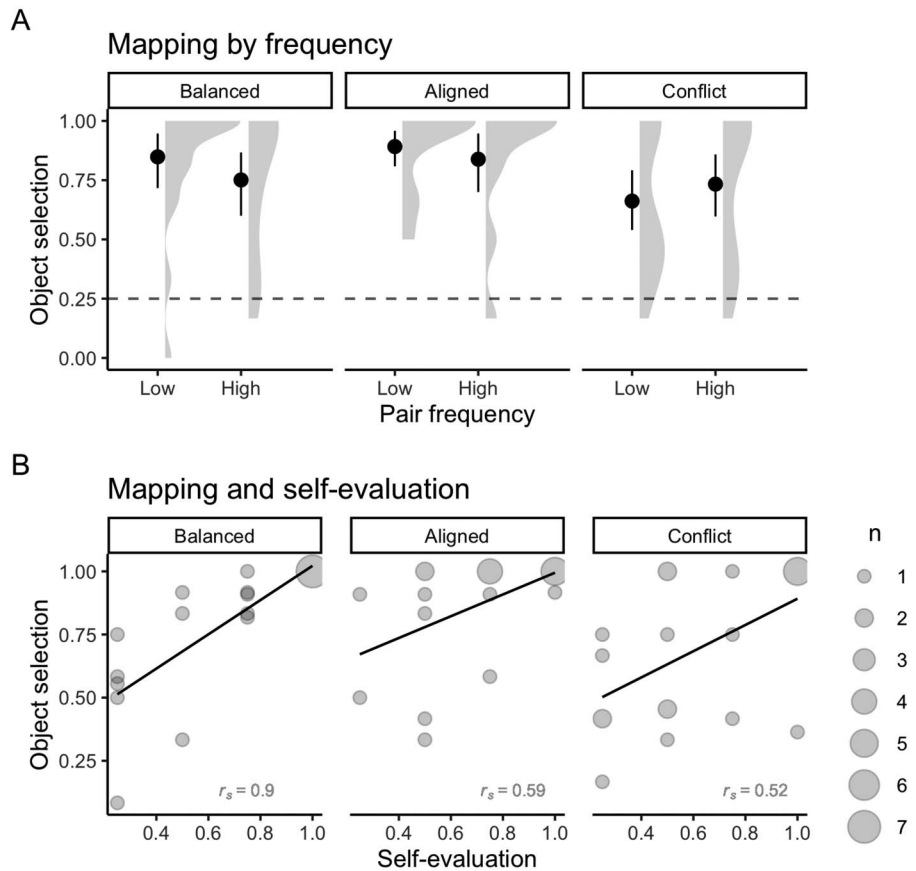 A
Mapping by frequency
Balanced Aligned Conflict
Object selection
1.00
0.75
0.50
0.25
0.00
Low High Low High Low High
Pair frequency
B
Mapping and self-evaluation
Balanced Aligned Conflict
Object selection
1.00
0.75
0.50
0.25
rs = 0.9 rs = 0.59 rs = 0.52
0.4 0.6 0.8 1.0 0.4 0.6 0.8 1.0 0.4 0.6 0.8 1.0
Self-evaluation
n
1
2
3
4
5
6
7